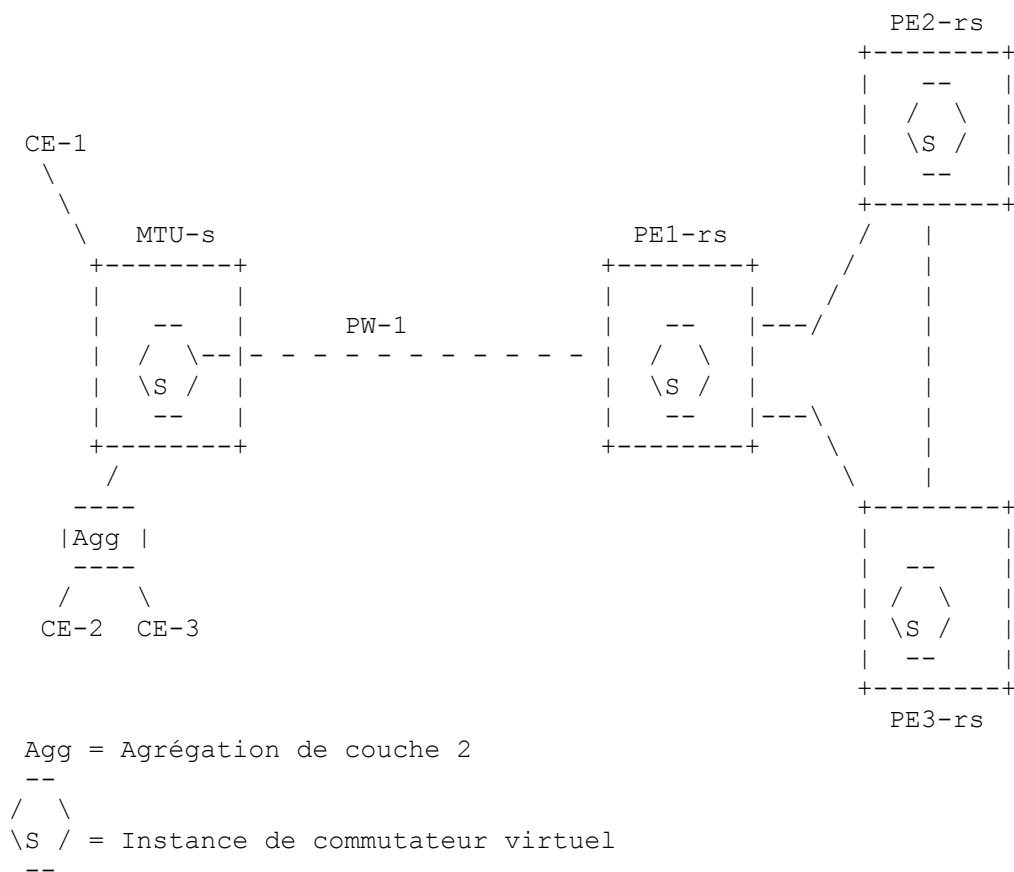 PE2-rs
S
CE-1
MTU-s
PE1-rs
PW-1
S
S
Agg
S
CE-2 CE-3
PE3-rs
Agg = Agrégation de couche 2
S = Instance de commutateur virtuel